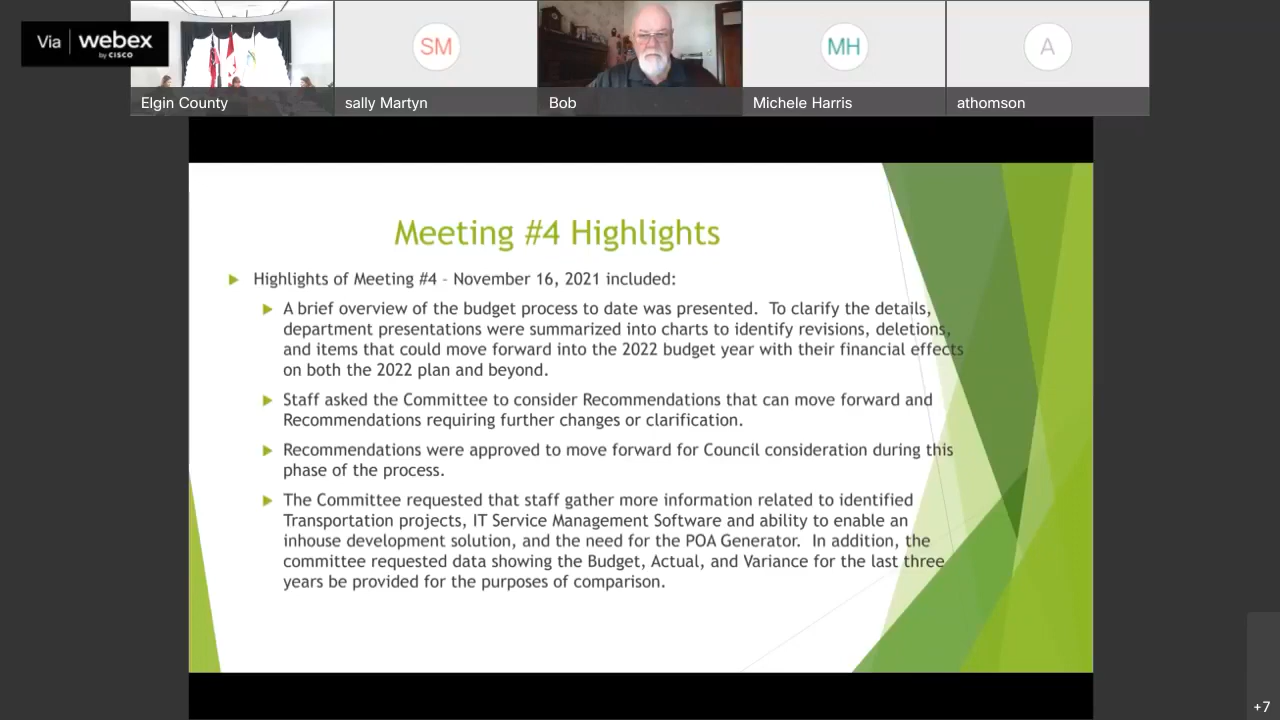 Via webex
by CISCO
SM
MH
A
Elgin County
sally Martyn
Bob
Michele Harris
athomson
Meeting #4 Highlights
Highlights of Meeting #4 - November 16, 2021 included:
A brief overview of the budget process to date was presented. To clarify the details,
department presentations were summarized into charts to identify revisions, deletions,
and items that could move forward into the 2022 budget year with their financial effects
on both the 2022 plan and beyond.
Staff asked the Committee to consider Recommendations that can move forward and
Recommendations requiring further changes or clarification.
Recommendations were approved to move forward for Council consideration during this
phase of the process.
The Committee requested that staff gather more information related to identified
Transportation projects, IT Service Management Software and ability to enable an
inhouse development solution, and the need for the POA Generator. In addition, the
committee requested data showing the Budget, Actual, and Variance for the last three
years be provided for the purposes of comparison.
+7